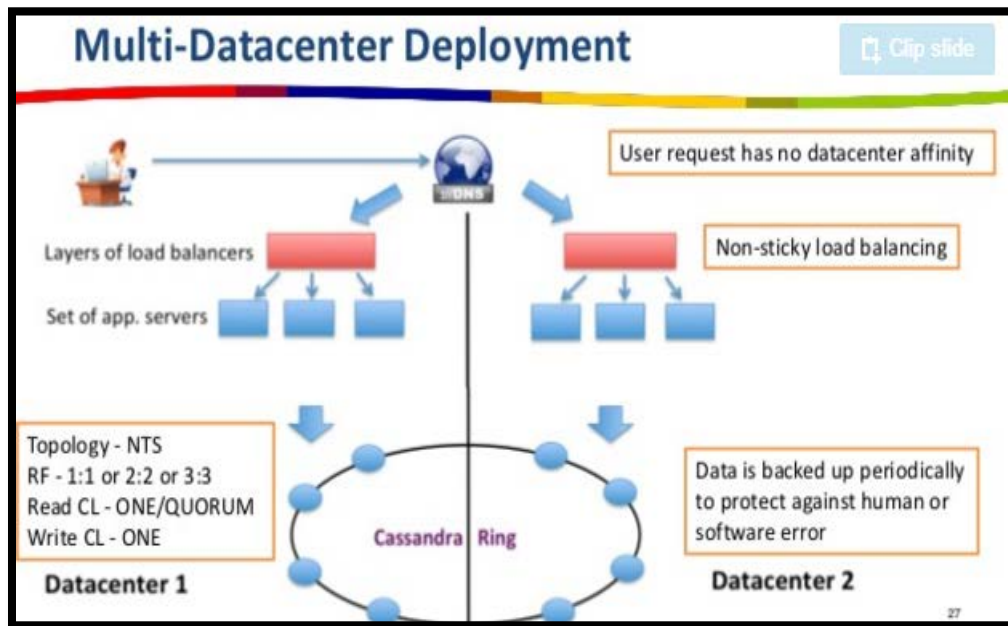 Multi-Datacenter Deployment
Clip slide
User request has no datacenter affinity
DNS
Layers of load balancers
Non-sticky load balancing
Set of app. servers
Topology - NTS
RF - 1:1 or 2:2 or 3:3
Read CL - ONE/QUORUM
Write CL - ONE
Data is backed up periodically
to protect against human or
software error
Cassandra Ring
Datacenter 1
Datacenter 2
27